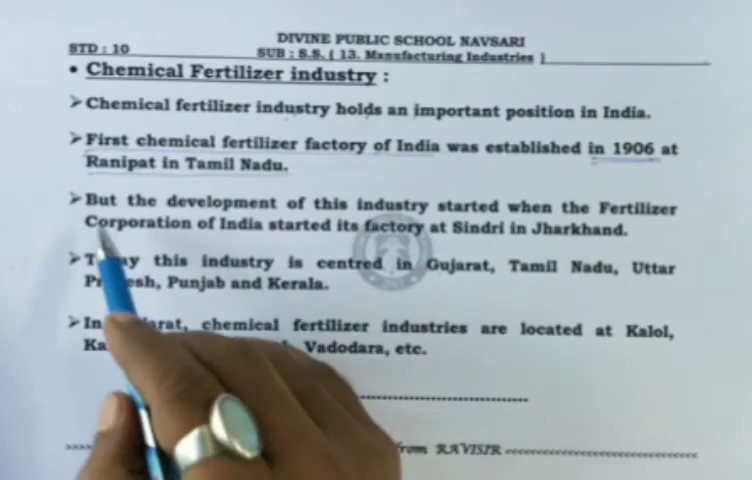 DIVINE PUBLIC SCHOOL NAVSARI
STD : 10 SUB : S.S. [ 13. Manufacturing Industries ]
• Chemical Fertilizer industry :
➢ Chemical fertilizer industry holds an important position in India.
➢ First chemical fertilizer factory of India was established in 1906 at
Ranipat in Tamil Nadu.
➢ But the development of this industry started when the Fertilizer
Corporation of India started its factory at Sindri in Jharkhand.
➢ this industry is centred in Gujarat, Tamil Nadu, Uttar
Punjab and Kerala.
➢ In chemical fertilizer industries are located at Kalol,
Vadodara, etc.
from RAVISIR